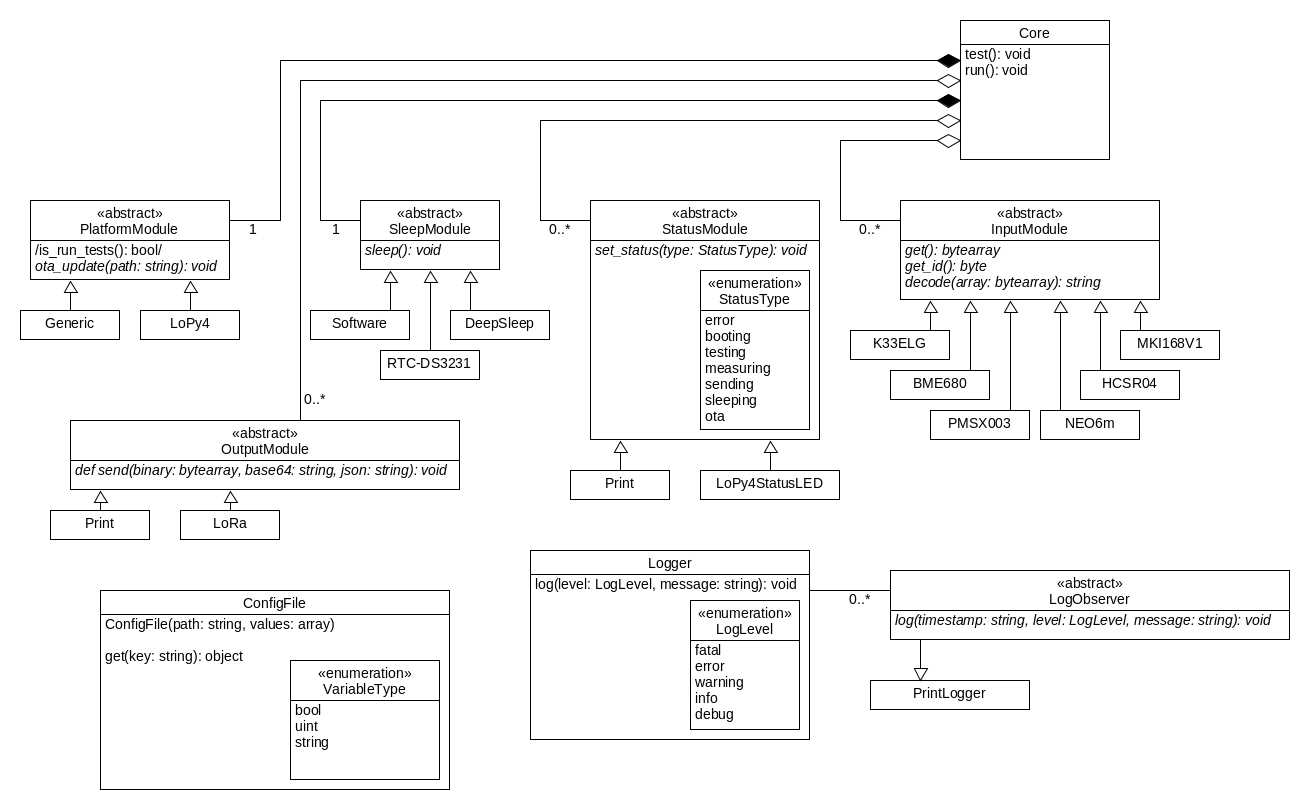 Core
test(): void
run(): void
«abstract»
PlatformModule
/is_run_tests(): bool/
ota_update(path: string): void
1
Generic
LoPy4
1
«abstract»
SleepModule
sleep(): void
Software
DeepSleep
RTC-DS3231
0..*
«abstract»
StatusModule
set_status(type: StatusType): void
«enumeration»
StatusType
error
booting
testing
measuring
sending
sleeping
ota
Print
LoPy4StatusLED
0..*
«abstract»
InputModule
get(): bytearray
get_id(): byte
decode(array: bytearray): string
K33ELG
MKI168V1
BME680
HCSR04
PMSX003
NEO6m
0..*
«abstract»
OutputModule
def send(binary: bytearray, base64: string, json: string): void
Print
LoRa
ConfigFile
ConfigFile(path: string, values: array)
get(key: string): object
«enumeration»
VariableType
bool
uint
string
Logger
log(level: LogLevel, message: string): void
«enumeration»
LogLevel
fatal
error
warning
info
debug
0..*
«abstract»
LogObserver
log(timestamp: string, level: LogLevel, message: string): void
PrintLogger